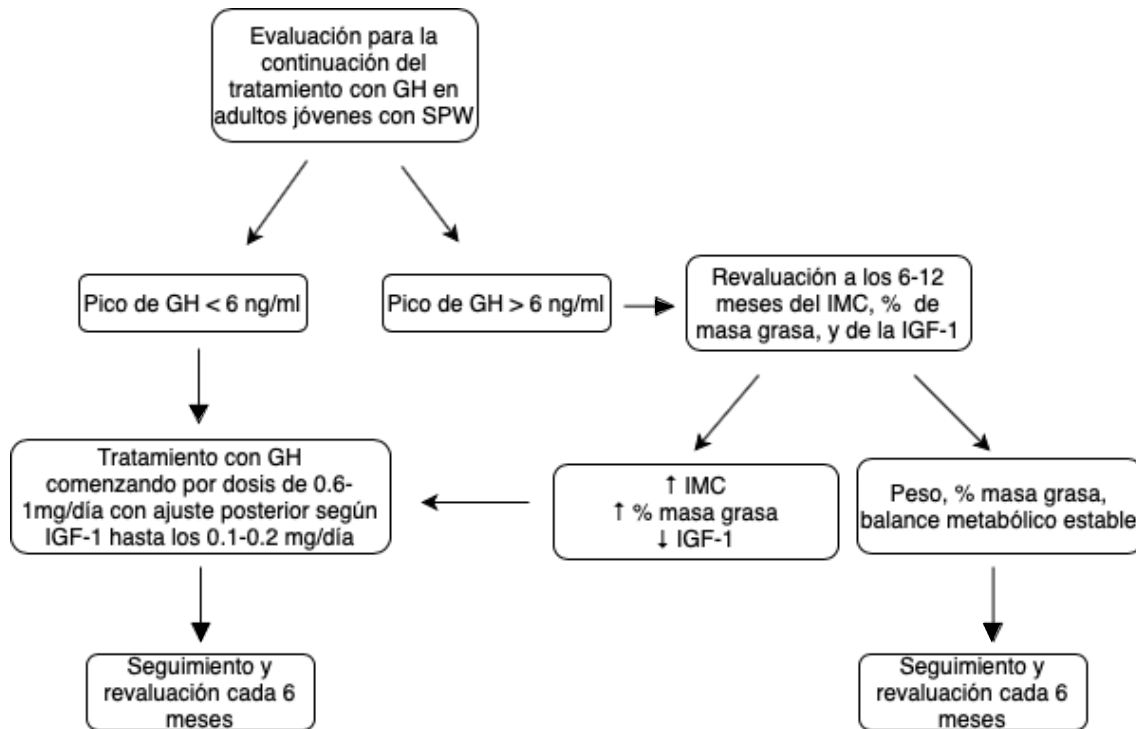 Evaluación para la
continuación del
tratamiento con GH en
adultos jóvenes con SPW
Pico de GH < 6 ng/ml
Pico de GH > 6 ng/ml
Revaluación a los 6-12
meses del IMC, % de
masa grasa, y de la IGF-1
Tratamiento con GH
comenzando por dosis de 0.6-
1mg/día con ajuste posterior según
IGF-1 hasta los 0.1-0.2 mg/día
↑ IMC
↑ % masa grasa
↓ IGF-1
Peso, % masa grasa,
balance metabólico estable
Seguimiento y
revaluación cada 6
meses
Seguimiento y
revaluación cada 6
meses